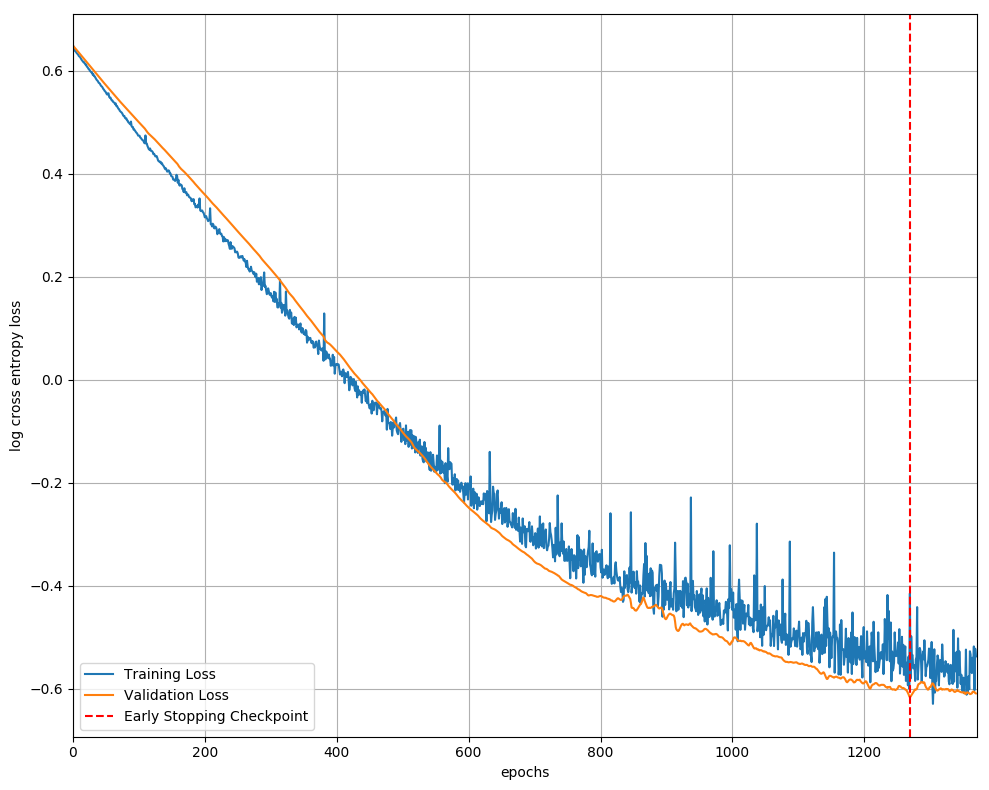 0.6
0.4
0.2
0.0
−0.2
−0.4
−0.6
log cross entropy loss
Training Loss
Validation Loss
Early Stopping Checkpoint
0 200 400 600 800 1000 1200
epochs